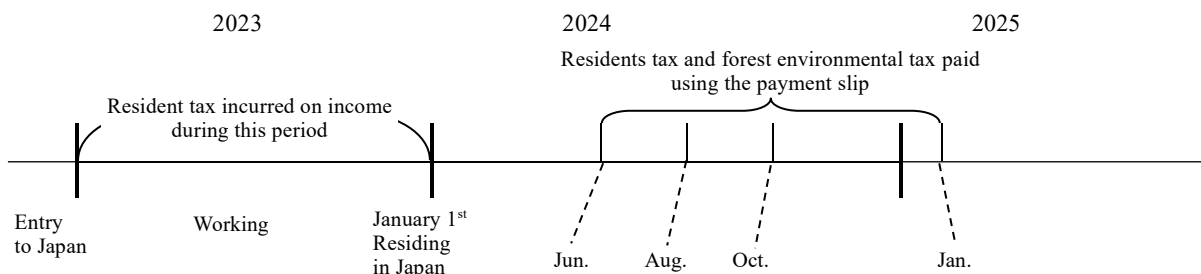 2023
2024
2025
Residents tax and forest environmental tax paid
using the payment slip
Resident tax incurred on income
during this period
Entry
to Japan
Working
January 1st
Residing
in Japan
Jun.
Aug.
Oct.
Jan.